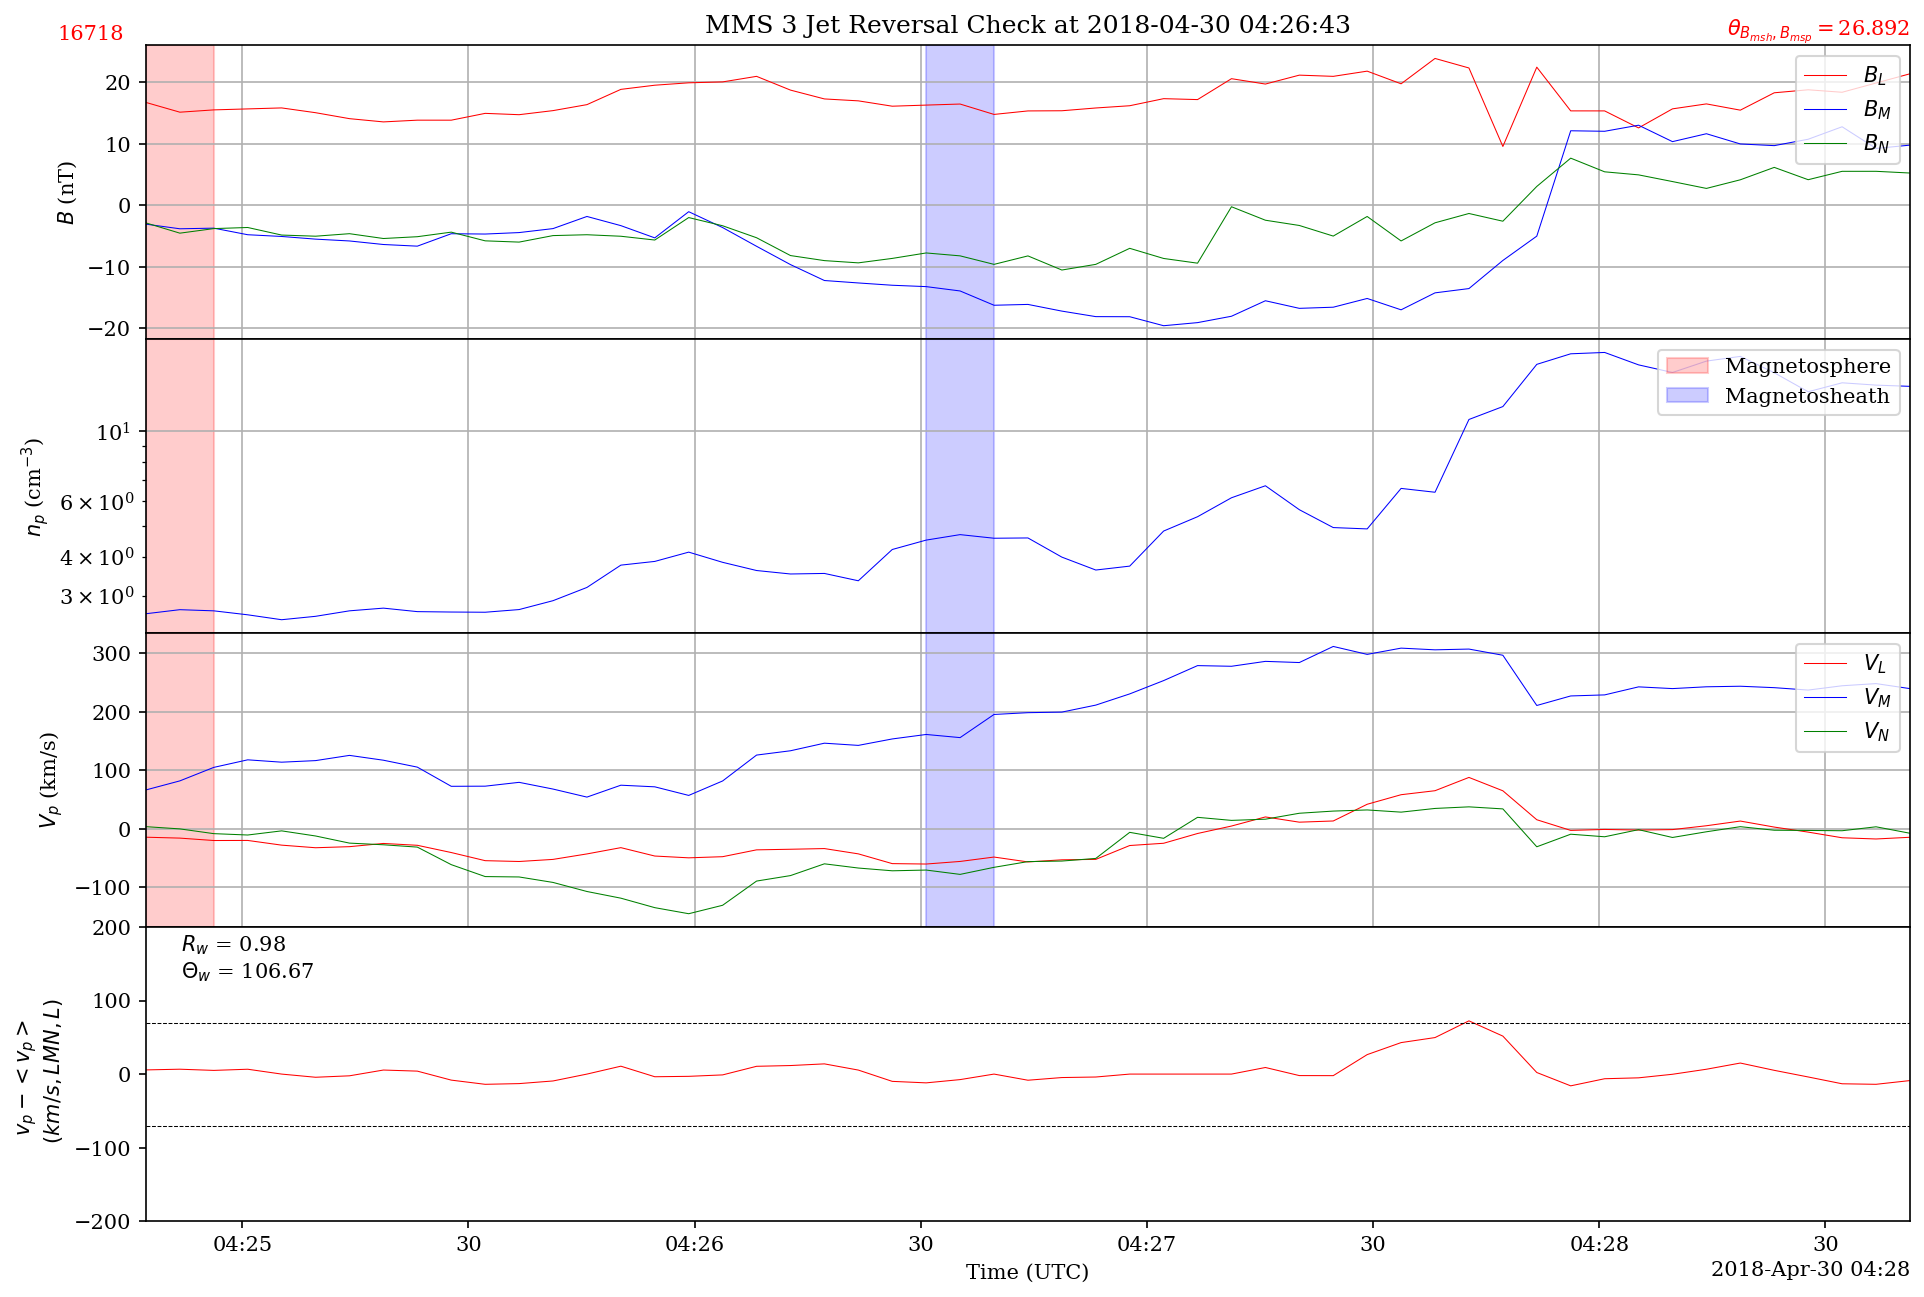 MMS 3 Jet Reversal Check at 2018-04-30 04:26:43
16718
θ_{B_{msh}, B_{msp}} = 26.892
B (nT)
20
10
0
−10
−20
B_L
B_M
B_N
n_p (cm^{−3})
10^1
6 × 10^0
4 × 10^0
3 × 10^0
Magnetosphere
Magnetosheath
V_p (km/s)
300
200
100
0
−100
V_L
V_M
V_N
v_p − < v_p >
(km/s, LMN, L)
200
100
0
−100
−200
R_w = 0.98
Θ_w = 106.67
04:25
30
04:26
30
04:27
30
04:28
30
Time (UTC)
2018-Apr-30 04:28